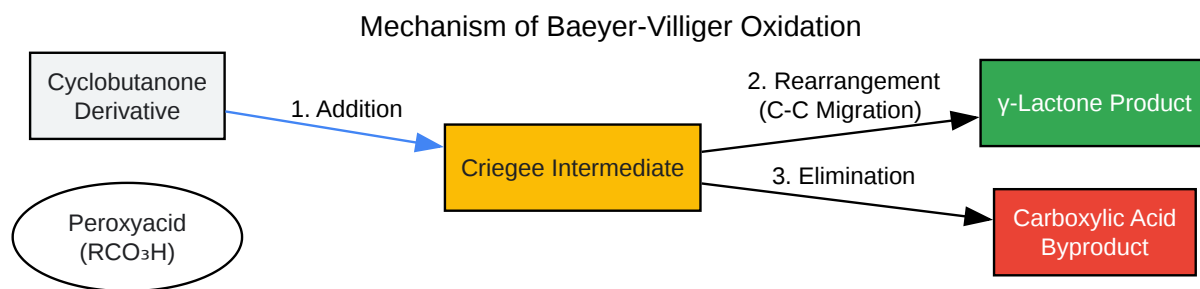 Mechanism of Baeyer-Villiger Oxidation
Cyclobutanone
Derivative
1. Addition
Criegee Intermediate
2. Rearrangement
(C-C Migration)
γ-Lactone Product
3. Elimination
Carboxylic Acid
Byproduct
Peroxyacid
(RCO₃H)